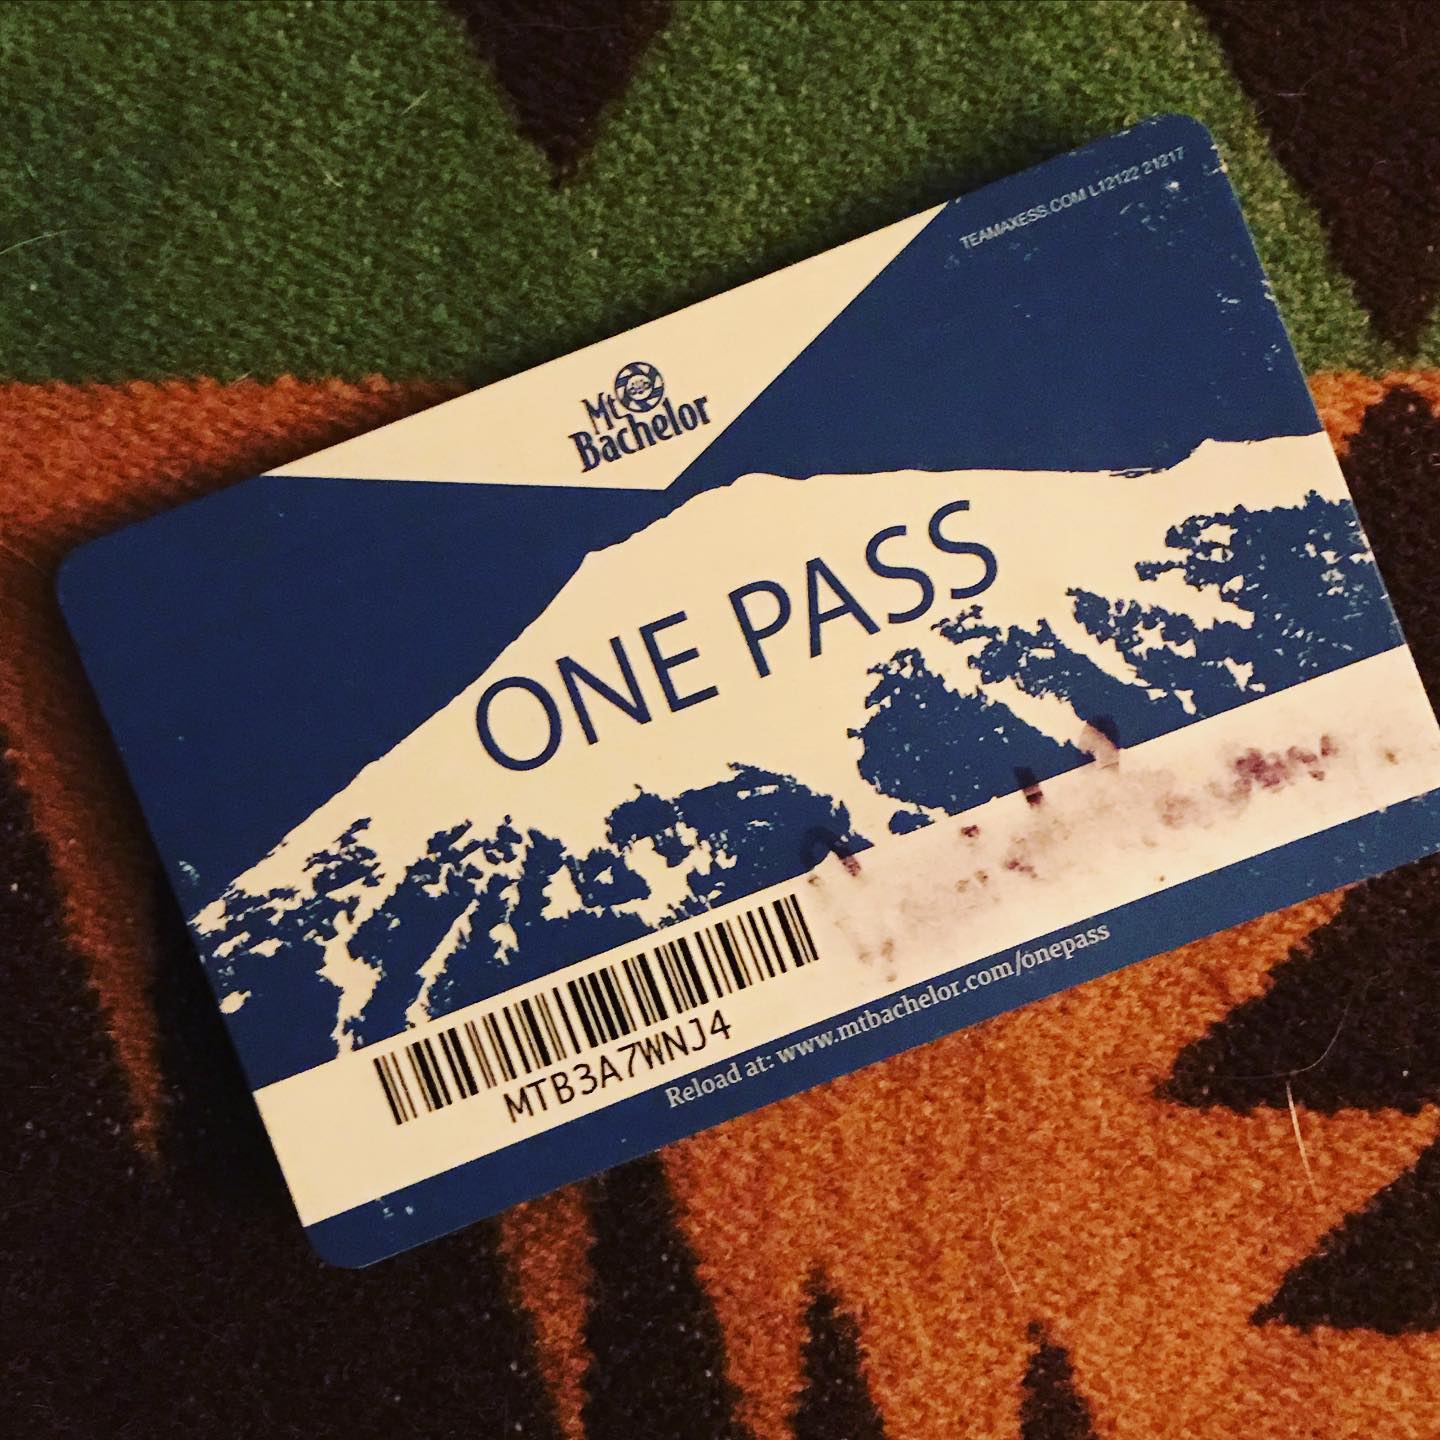 TEAMAXESS.COM L12122 21217
Mt.
Bachelor
ONE PASS
MTB3A7WNJ4
Reload at: www.mtbachelor.com/onepass